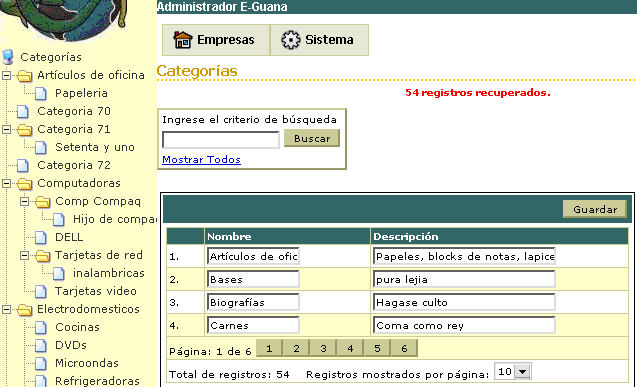 Administrador E-Guana
Empresas
Sistema
Categorías
54 registros recuperados.
Ingrese el criterio de búsqueda
Buscar
Mostrar Todos
Categorías
Artículos de oficina
Papeleria
Categoria 70
Categoria 71
Setenta y uno
Categoria 72
Computadoras
Comp Compaq
Hijo de compa
DELL
Tarjetas de red
inalambricas
Tarjetas video
Electrodomesticos
Cocinas
DVDs
Microondas
Refrigeradoras
Guardar
Nombre Descripción
1. Artículos de ofic Papeles, blocks de notas, lapice
2. Bases pura lejia
3. Biografías Hagase culto
4. Carnes Coma como rey
Página: 1 de 6 1 2 3 4 5 6
Total de registros: 54 Registros mostrados por página: 10